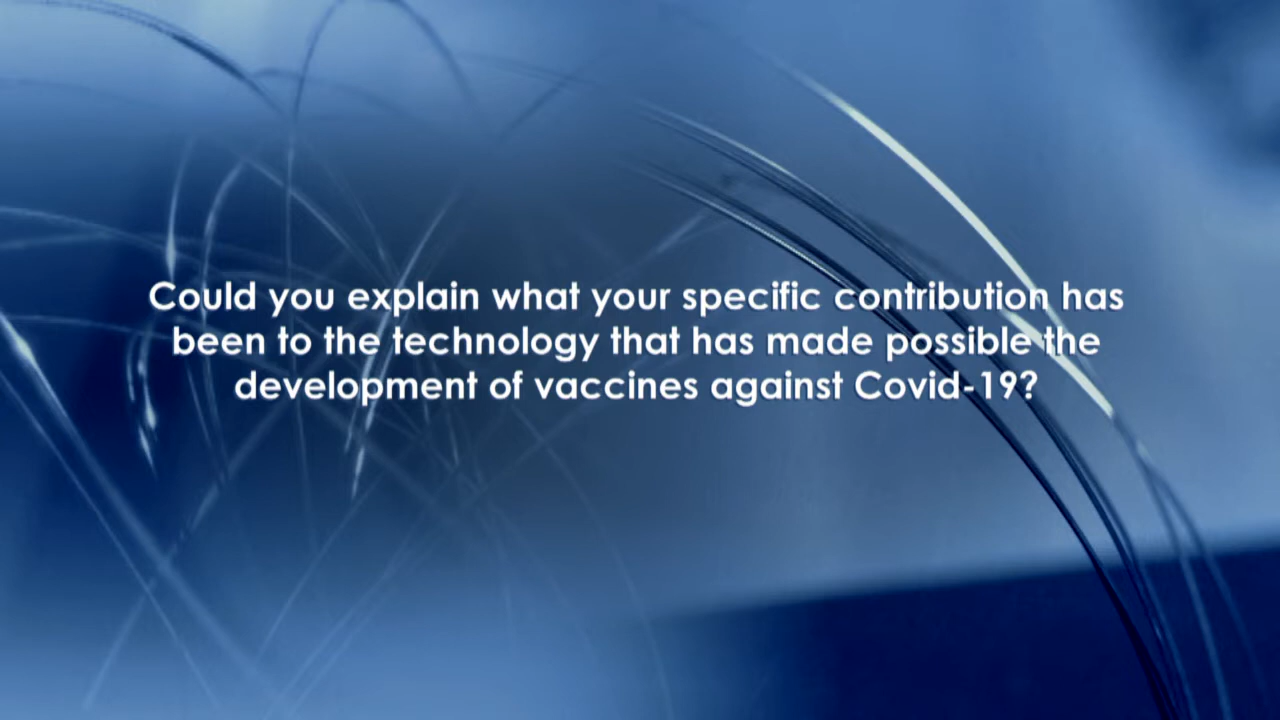 Could you explain what your specific contribution has
been to the technology that has made possible the
development of vaccines against Covid-19?